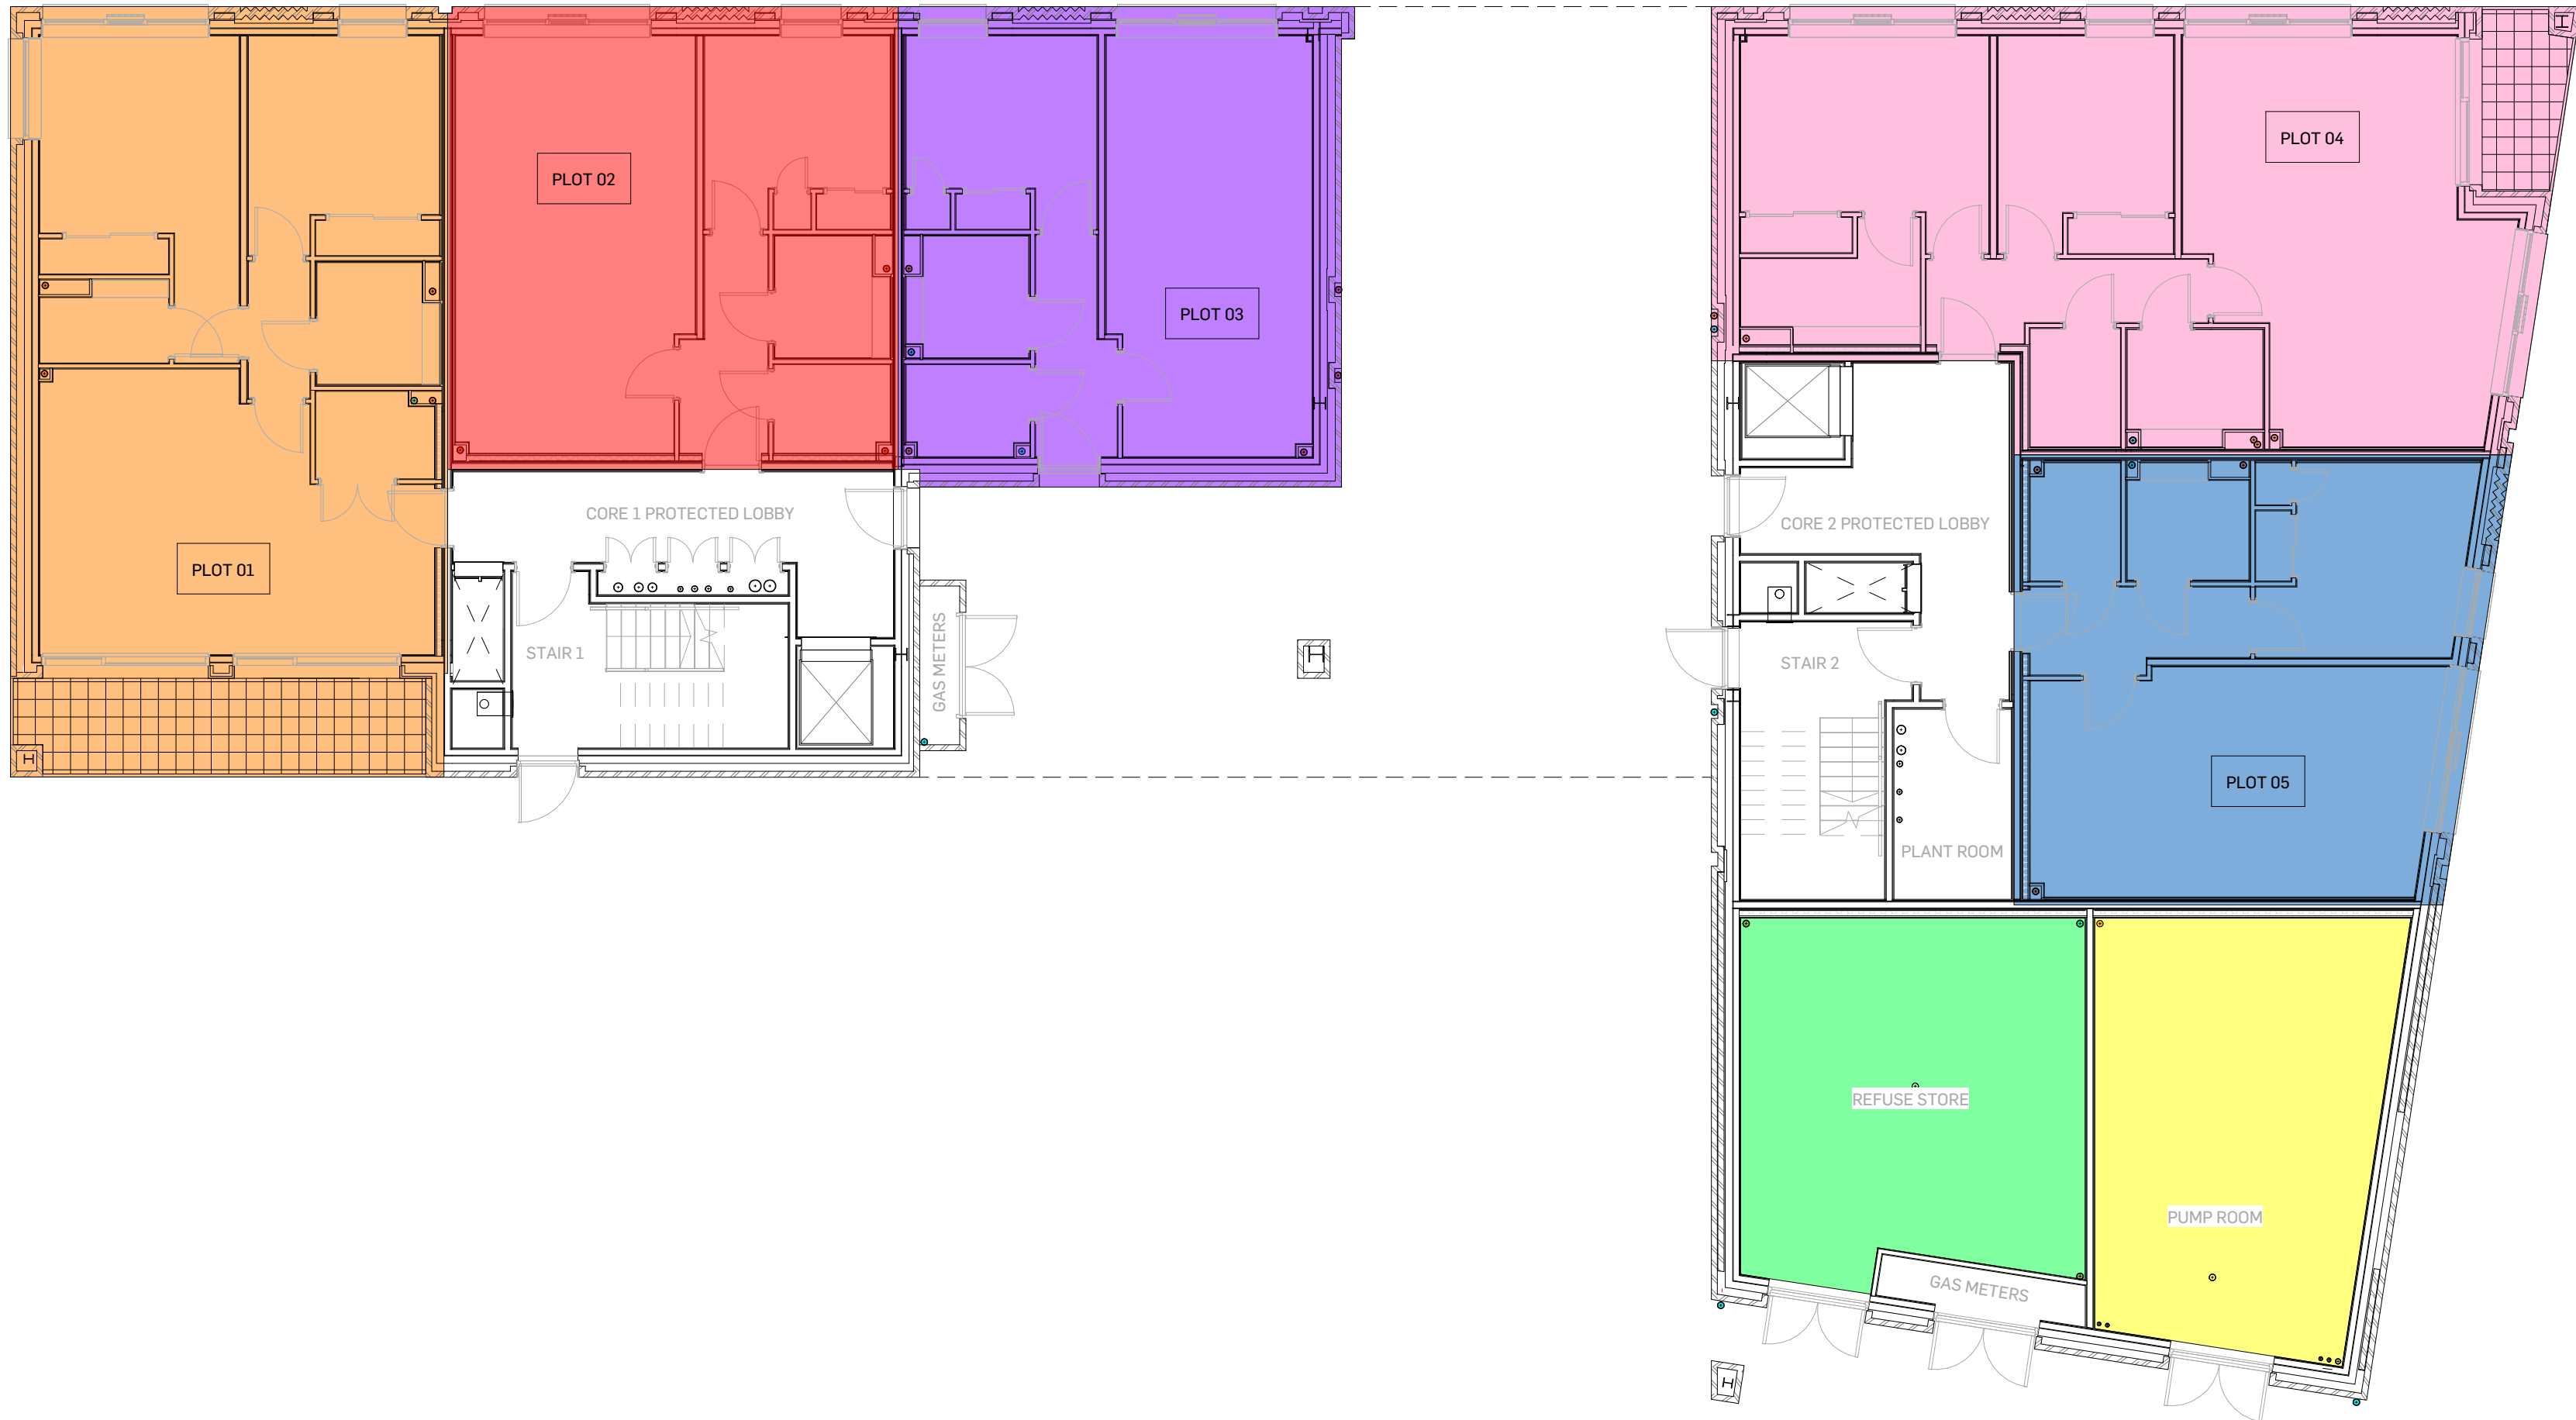 PLOT 04
PLOT 02
PLOT 03
CORE 1 PROTECTED LOBBY
CORE 2 PROTECTED LOBBY
PLOT 01
STAIR 1
GAS METERS
STAIR 2
PLOT 05
PLANT ROOM
REFUSE STORE
PUMP ROOM
GAS METERS